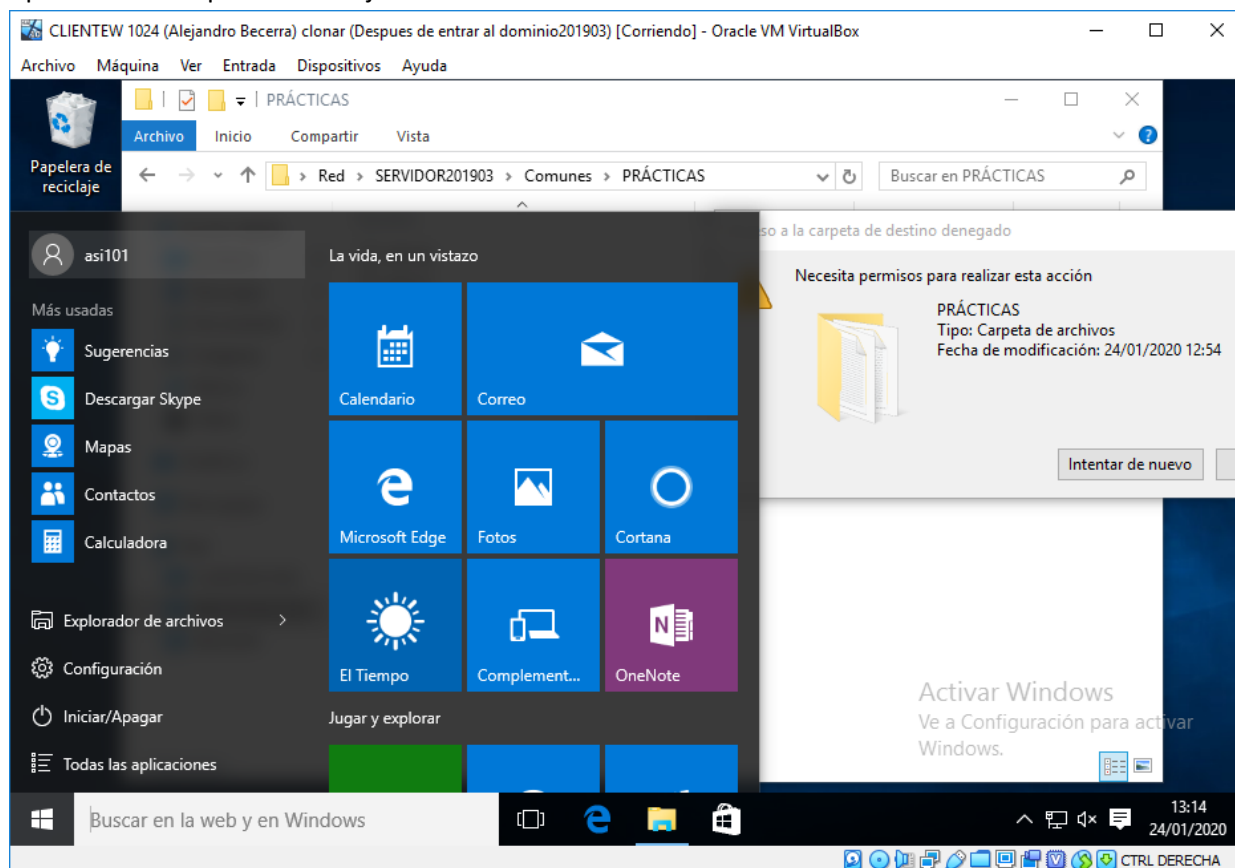 CLIENTEW 1024 (Alejandro Becerra) clonar (Despues de entrar al dominio201903) [Corriendo] - Oracle VM VirtualBox
Archivo Máquina Ver Entrada Dispositivos Ayuda
PRÁCTICAS
Archivo Inicio Compartir Vista
Papelera de
reciclaje
Red > SERVIDOR201903 > Comunes > PRÁCTICAS
Buscar en PRÁCTICAS
so a la carpeta de destino denegado
Necesita permisos para realizar esta acción
PRÁCTICAS
Tipo: Carpeta de archivos
Fecha de modificación: 24/01/2020 12:54
Intentar de nuevo
asi101
Más usadas
Sugerencias
Descargar Skype
Mapas
Contactos
Calculadora
Explorador de archivos
Configuración
Iniciar/Apagar
Todas las aplicaciones
La vida, en un vistazo
Calendario
Correo
Microsoft Edge
Fotos
Cortana
El Tiempo
Complement...
OneNote
Jugar y explorar
Activar Windows
Ve a Configuración para activar
Windows.
Buscar en la web y en Windows
13:14
24/01/2020
CTRL DERECHA